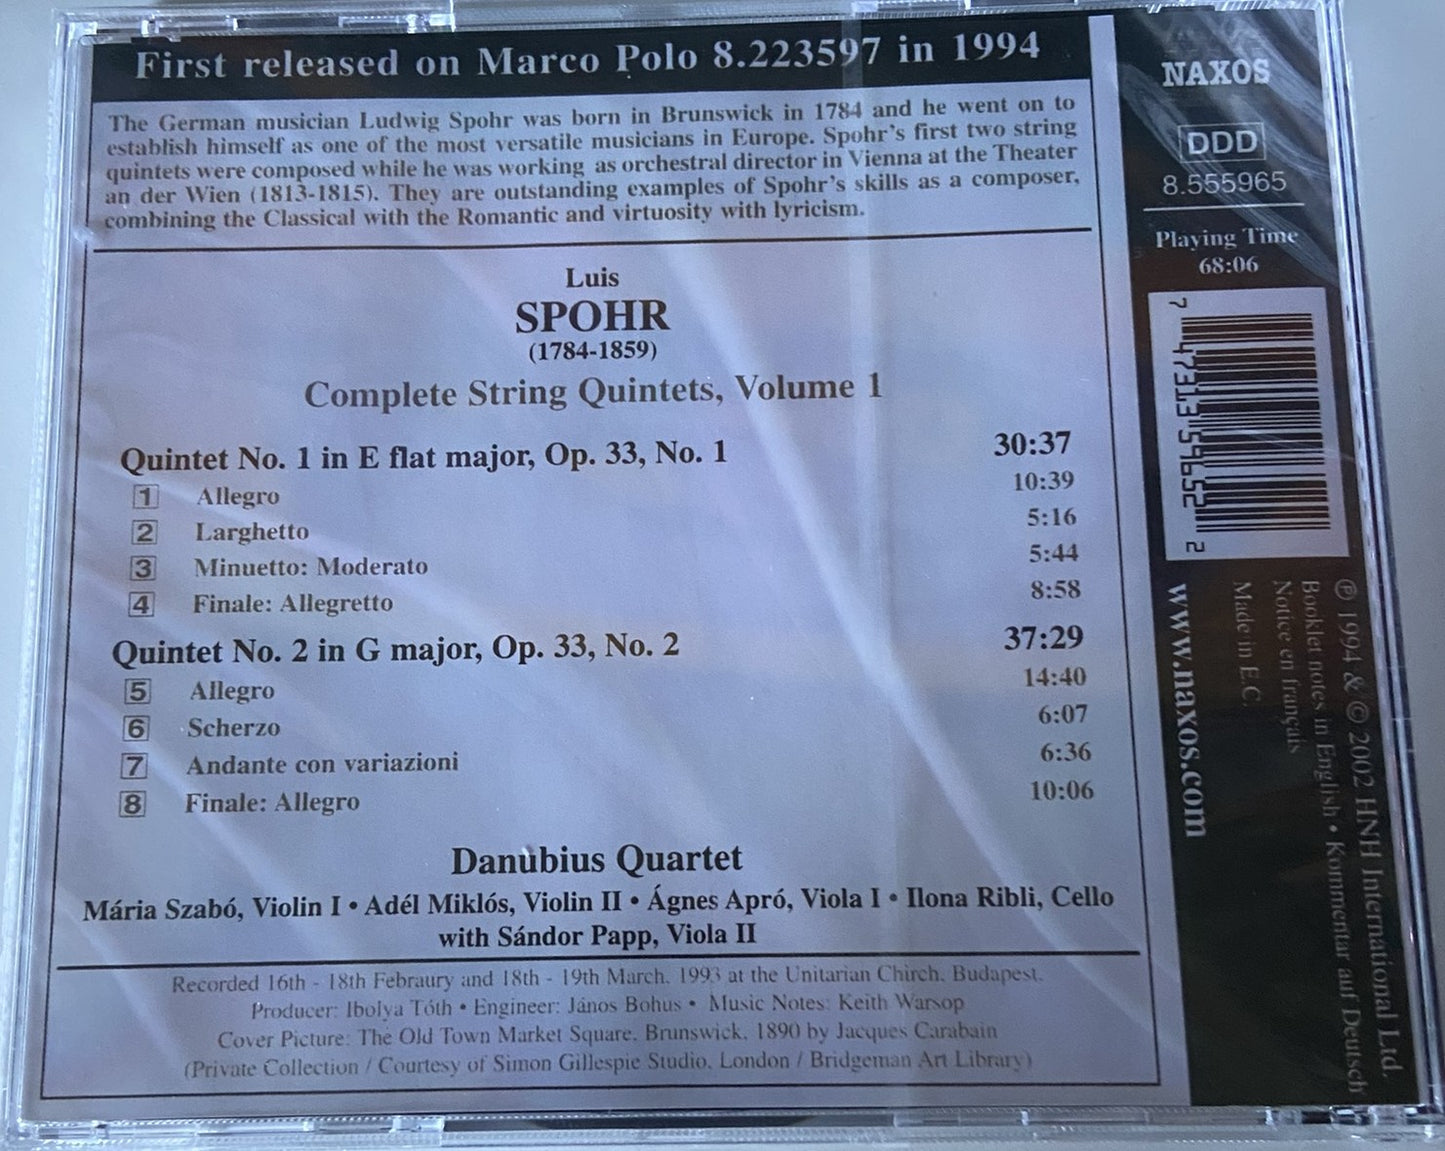 First released on Marco Polo 8.223597 in 1994
The German musician Ludwig Spohr was born in Brunswick in 1784 and he went on to
establish himself as one of the most versatile musicians in Europe. Spohr's first two string
quintets were composed while he was working as orchestral director in Vienna at the Theater
an der Wien (1813-1815). They are outstanding examples of Spohr's skills as a composer,
combining the Classical with the Romantic and virtuosity with lyricism.
Luis
SPOHR
(1784-1859)
Complete String Quintets, Volume 1
Quintet No. 1 in E flat major, Op. 33, No. 1 30:37
1 Allegro 10:39
2 Larghetto 5:16
3 Minuetto: Moderato 5:44
4 Finale: Allegretto 8:58
Quintet No. 2 in G major, Op. 33, No. 2 37:29
5 Allegro 14:40
6 Scherzo 6:07
7 Andante con variazioni 6:36
8 Finale: Allegro 10:06
Danubius Quartet
Mária Szabó, Violin I • Adél Miklós, Violin II • Ágnes Apró, Viola I • Ilona Ribli, Cello
with Sándor Papp, Viola II
Recorded 16th - 18th Febraury and 18th - 19th March, 1993 at the Unitarian Chirch, Budapest.
Producer: Ibolya Tóth • Engineer: János Bohus • Music Notes: Keith Warsop
Cover Picture: The Old Town Market Square, Brunswick, 1890 by Jacques Carabain
(Private Collection / Courtesy of Simon Gillespie Studio, London / Bridgeman Art Library)
NAXOS
DDD
8.555965
Playing Time
68:06
7 47313 59652 2
℗ 1994 & © 2002 HNH International Ltd.
Booklet notes in English • Kommentar auf Deutsch
Notice en français
Made in E.C.
www.naxos.com